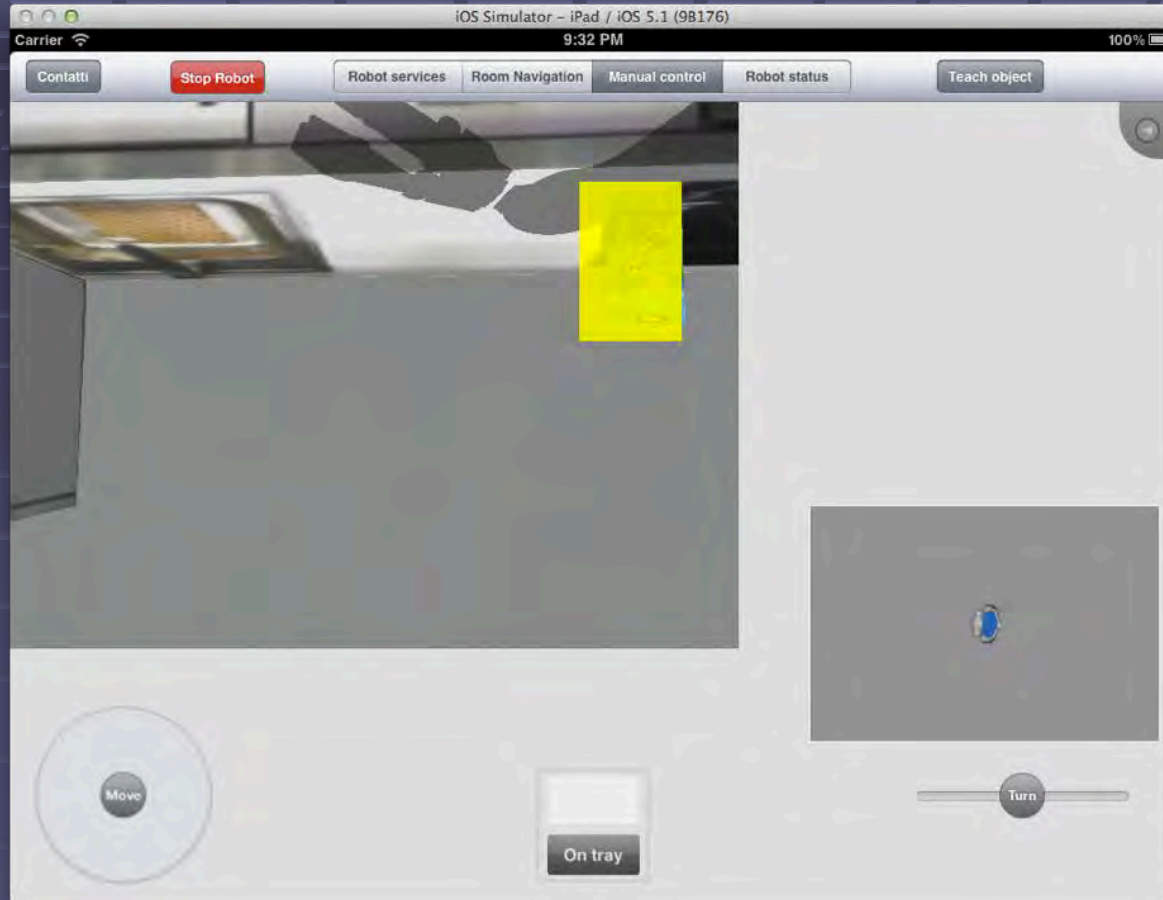 iOS Simulator – iPad / iOS 5.1 (9B176)
Carrier 9:32 PM 100%
Contatti Stop Robot Robot services Room Navigation Manual control Robot status Teach object
Move
Turn
On tray